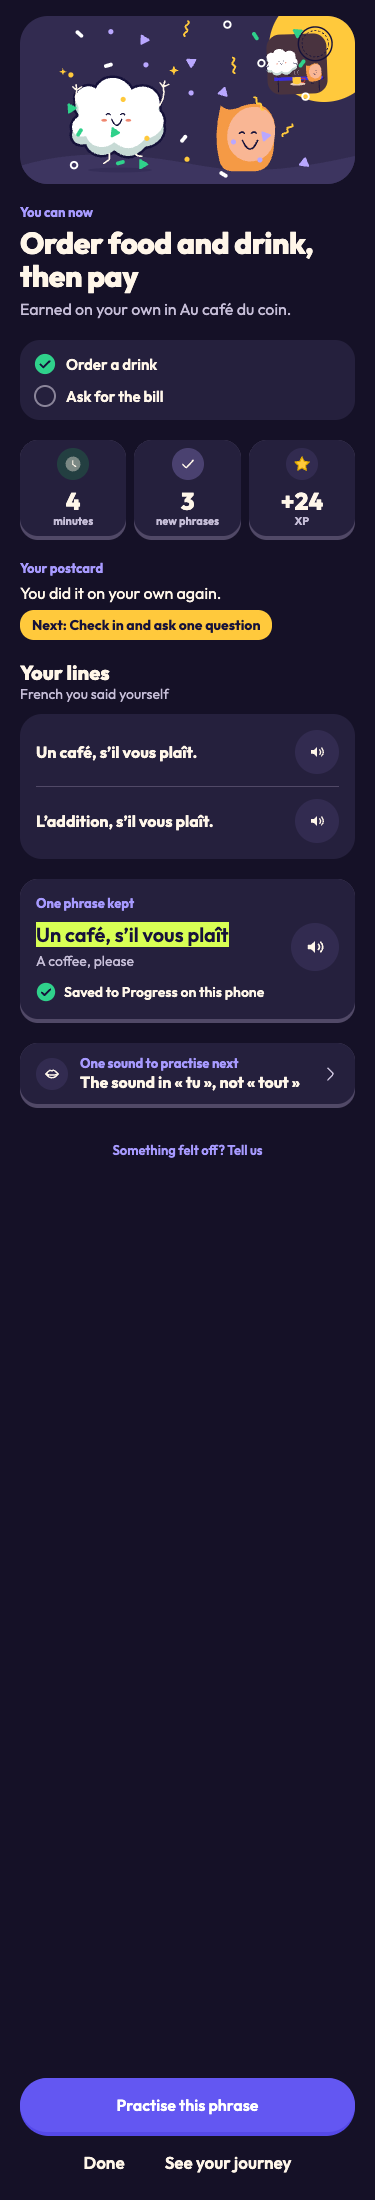 You can now
Order food and drink,
then pay
Earned on your own in Au café du coin.
Order a drink
Ask for the bill
4
minutes
3
new phrases
+24
XP
Your postcard
You did it on your own again.
Next: Check in and ask one question
Your lines
French you said yourself
Un café, s’il vous plaît.
L’addition, s’il vous plaît.
One phrase kept
Un café, s’il vous plaît
A coffee, please
Saved to Progress on this phone
One sound to practise next
The sound in « tu », not « tout »
Something felt off? Tell us
Practise this phrase
Done
See your journey